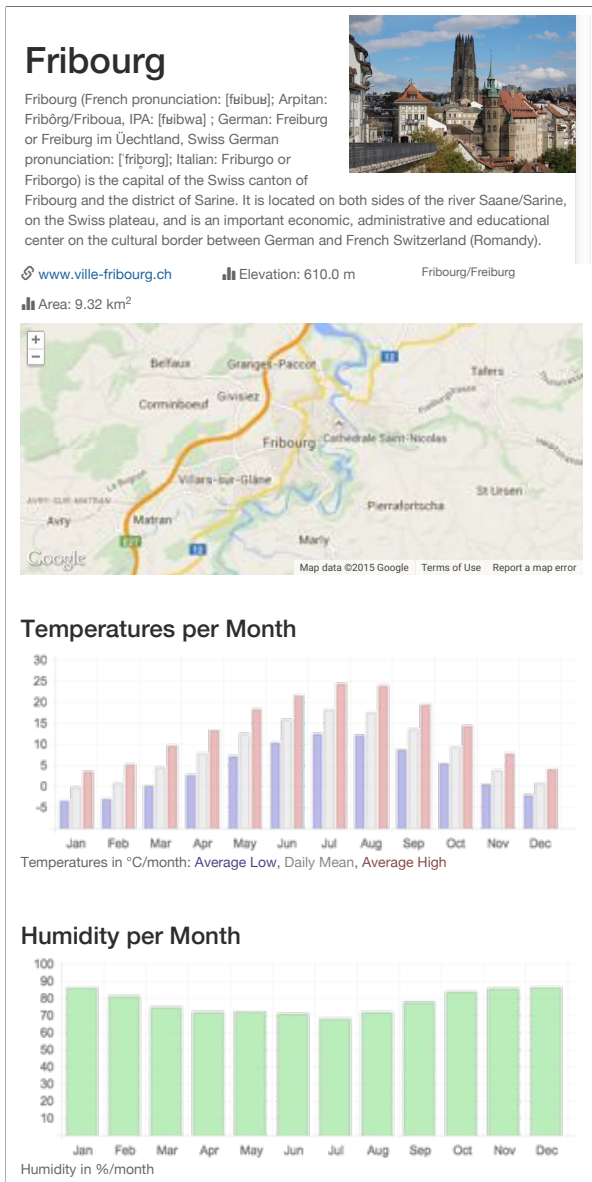 Fribourg
Fribourg (French pronunciation: [fʁibuʁ]; Arpitan:
Fribôrg/Friboua, IPA: [fʁibwa] ; German: Freiburg
or Freiburg im Üechtland, Swiss German
pronunciation: [ˈfribʊrg]; Italian: Friburgo or
Friborgo) is the capital of the Swiss canton of
Fribourg and the district of Sarine. It is located on both sides of the river Saane/Sarine,
on the Swiss plateau, and is an important economic, administrative and educational
center on the cultural border between German and French Switzerland (Romandy).
www.ville-fribourg.ch Elevation: 610.0 m Fribourg/Freiburg
Area: 9.32 km²
+
−
Belfaux Granges-Paccot 12 Tafers
Corminboeuf Givisiez Freiburgstrasse
Fribourg Cathédrale Saint-Nicolas
Villars-sur-Glâne
AVRY-SUR-MATRAN St Ursen
Avry Matran Pierrafortscha
E27 12 Marly
Google Map data ©2015 Google Terms of Use Report a map error
Temperatures per Month
30
25
20
15
10
5
0
-5
Jan Feb Mar Apr May Jun Jul Aug Sep Oct Nov Dec
Temperatures in °C/month: Average Low, Daily Mean, Average High
Humidity per Month
100
90
80
70
60
50
40
30
20
10
Jan Feb Mar Apr May Jun Jul Aug Sep Oct Nov Dec
Humidity in %/month